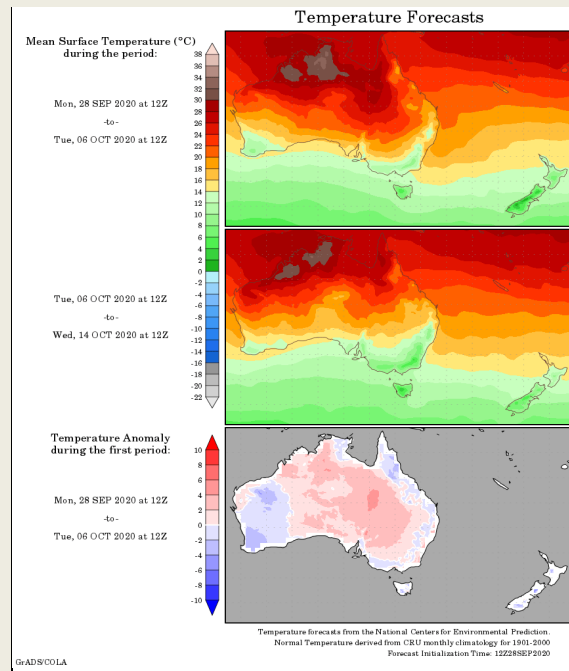 Temperature Forecasts
Mean Surface Temperature (°C)
during the period:
Mon, 28 SEP 2020 at 12Z
-to-
Tue, 06 OCT 2020 at 12Z
38
36
34
32
30
28
26
24
22
20
18
16
14
12
10
8
6
4
2
0
-2
-4
-6
-8
-10
-12
-14
-16
-18
-20
-22
Tue, 06 OCT 2020 at 12Z
-to-
Wed, 14 OCT 2020 at 12Z
Temperature Anomaly
during the first period:
Mon, 28 SEP 2020 at 12Z
-to-
Tue, 06 OCT 2020 at 12Z
10
8
6
4
2
0
-2
-4
-6
-8
-10
Temperature forecasts from the National Centers for Environmental Prediction.
Normal Temperature derived from CRU monthly climatology for 1901-2000
Forecast Initialization Time: 12Z28SEP2020
GrADS/COLA